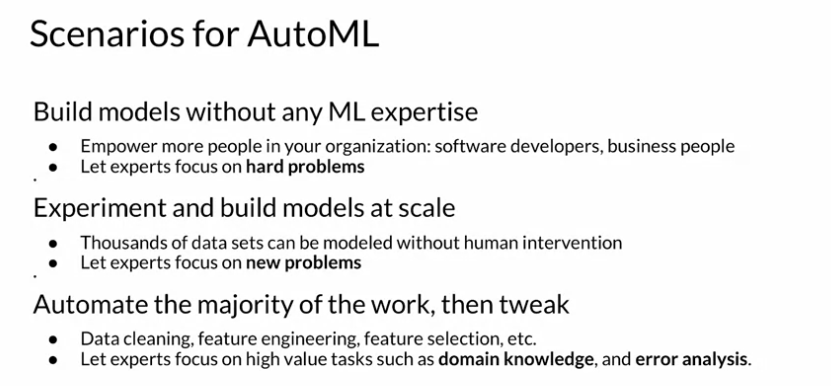 Scenarios for AutoML
Build models without any ML expertise
● Empower more people in your organization: software developers, business people
● Let experts focus on hard problems
Experiment and build models at scale
● Thousands of data sets can be modeled without human intervention
● Let experts focus on new problems
Automate the majority of the work, then tweak
● Data cleaning, feature engineering, feature selection, etc.
● Let experts focus on high value tasks such as domain knowledge, and error analysis.